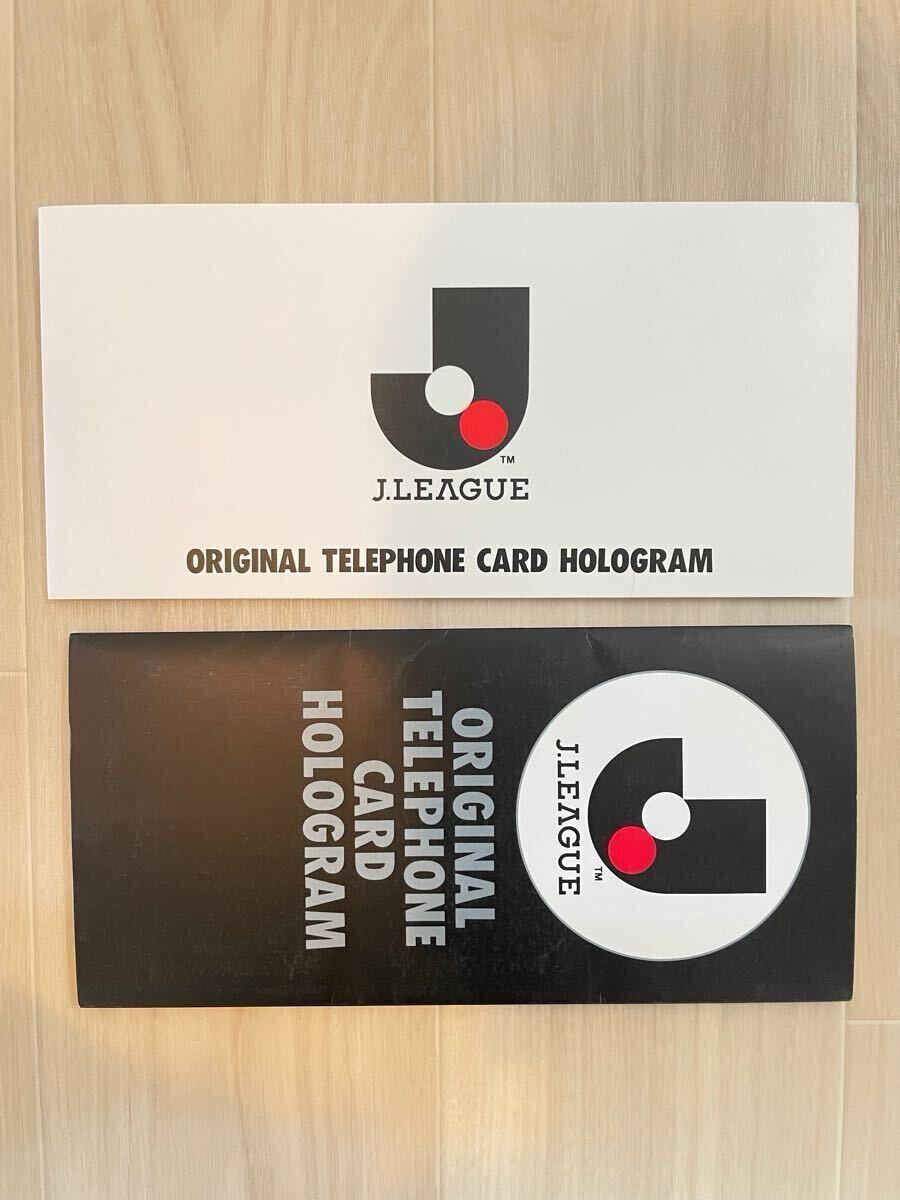 TM
J.LEAGUE
ORIGINAL TELEPHONE CARD HOLOGRAM
TM
J.LEAGUE
ORIGINAL
TELEPHONE
CARD
HOLOGRAM